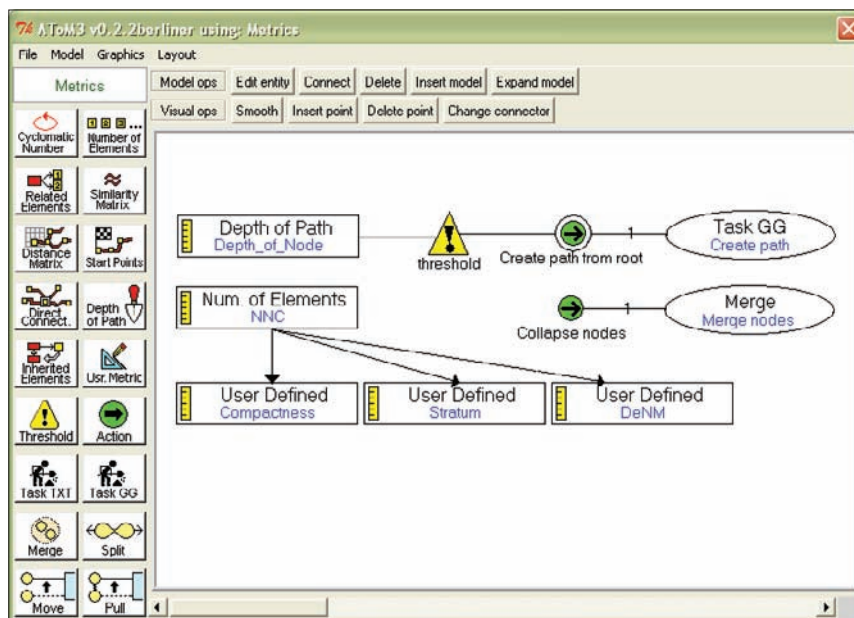 AToM3 v0.2.2berliner using: Metrics
File Model Graphics Layout
Metrics
Model ops Edit entity Connect Delete Insert model Expand model
Visual ops Smooth Insert point Delete point Change connector
Cyclomatic
Number
Number of
Elements
Related
Elements
Similarity
Matrix
Distance
Matrix
Start Points
Direct
Connect.
Depth
of Path
Inherited
Elements
Usr. Metric
Threshold
Action
Task TXT
Task GG
Merge
Split
Move
Pull
Depth of Path
Depth_of_Node
threshold
Create path from root
1
Task GG
Create path
Num. of Elements
NNC
Collapse nodes
1
Merge
Merge nodes
User Defined
Compactness
User Defined
Stratum
User Defined
DeNM